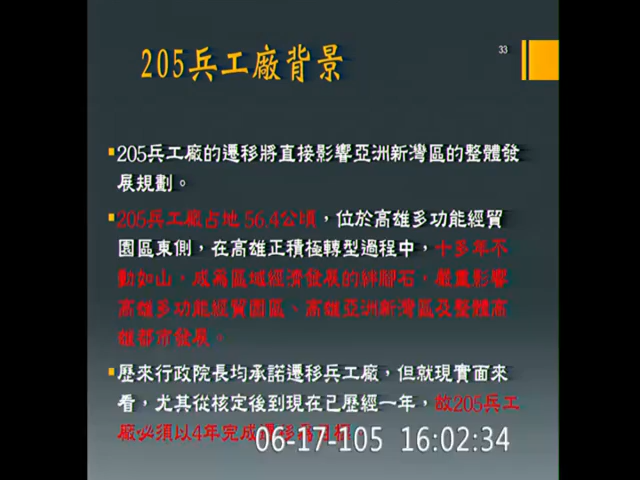 33
205兵工廠背景
205兵工廠的遷移將直接影響亞洲新灣區的整體發
展規劃。
205兵工廠占地 56.4公頃，位於高雄多功能經貿
園區東側，在高雄正積極轉型過程中，十多年不
動如山，成為區域經濟發展的絆腳石，嚴重影響
高雄多功能經貿園區、高雄亞洲新灣區及整體高
雄都市發展。
歷來行政院長均承諾遷移兵工廠，但就現實面來
看，尤其從核定後到現在已歷經一年，故205兵工
廠必須以4年完成遷移為目標
06-17-105 16:02:34